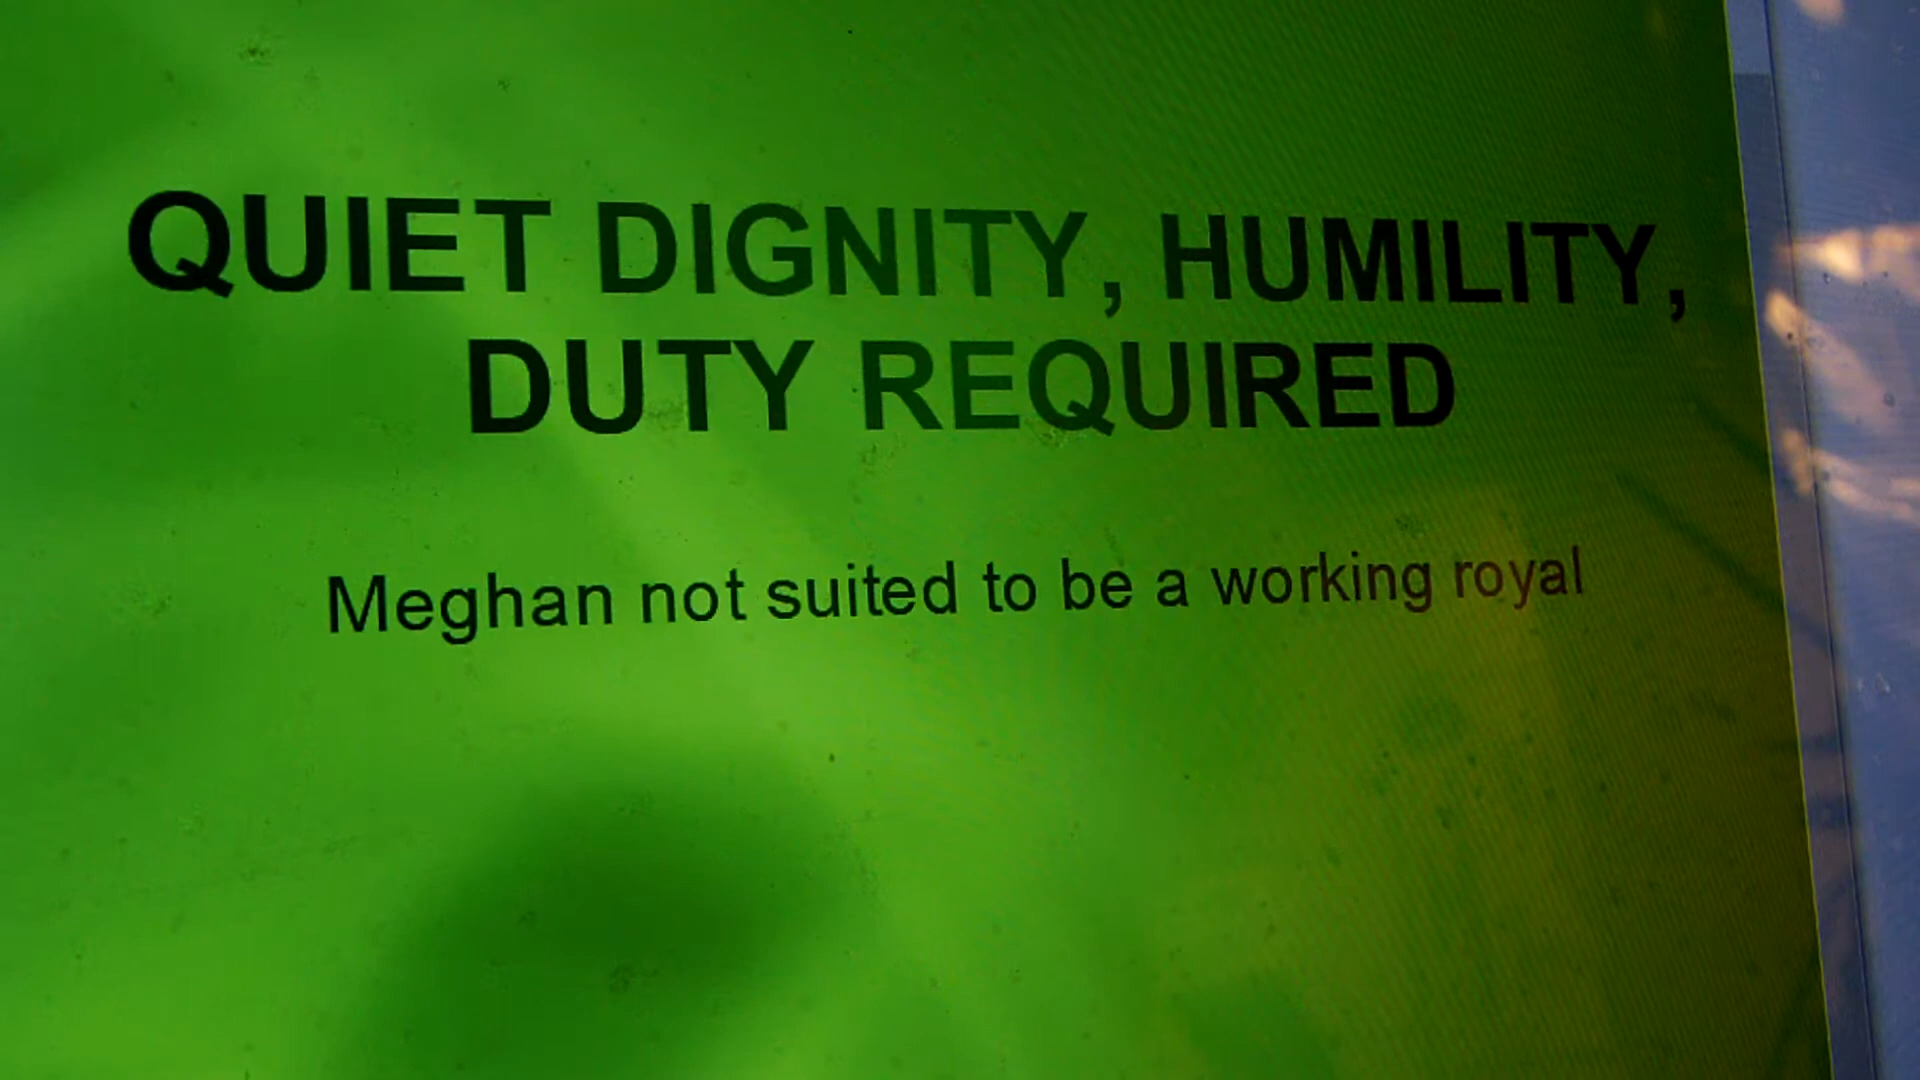 QUIET DIGNITY, HUMILITY,
DUTY REQUIRED
Meghan not suited to be a working royal